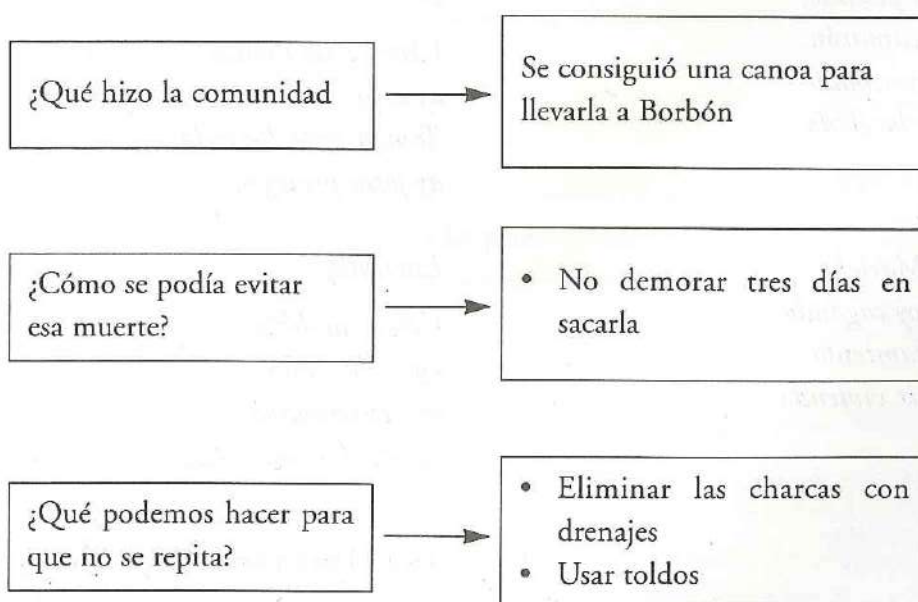 ¿Qué hizo la comunidad
Se consiguió una canoa para
llevarla a Borbón
¿Cómo se podía evitar
esa muerte?
• No demorar tres días en
sacarla
¿Qué podemos hacer para
que no se repita?
• Eliminar las charcas con
drenajes
• Usar toldos